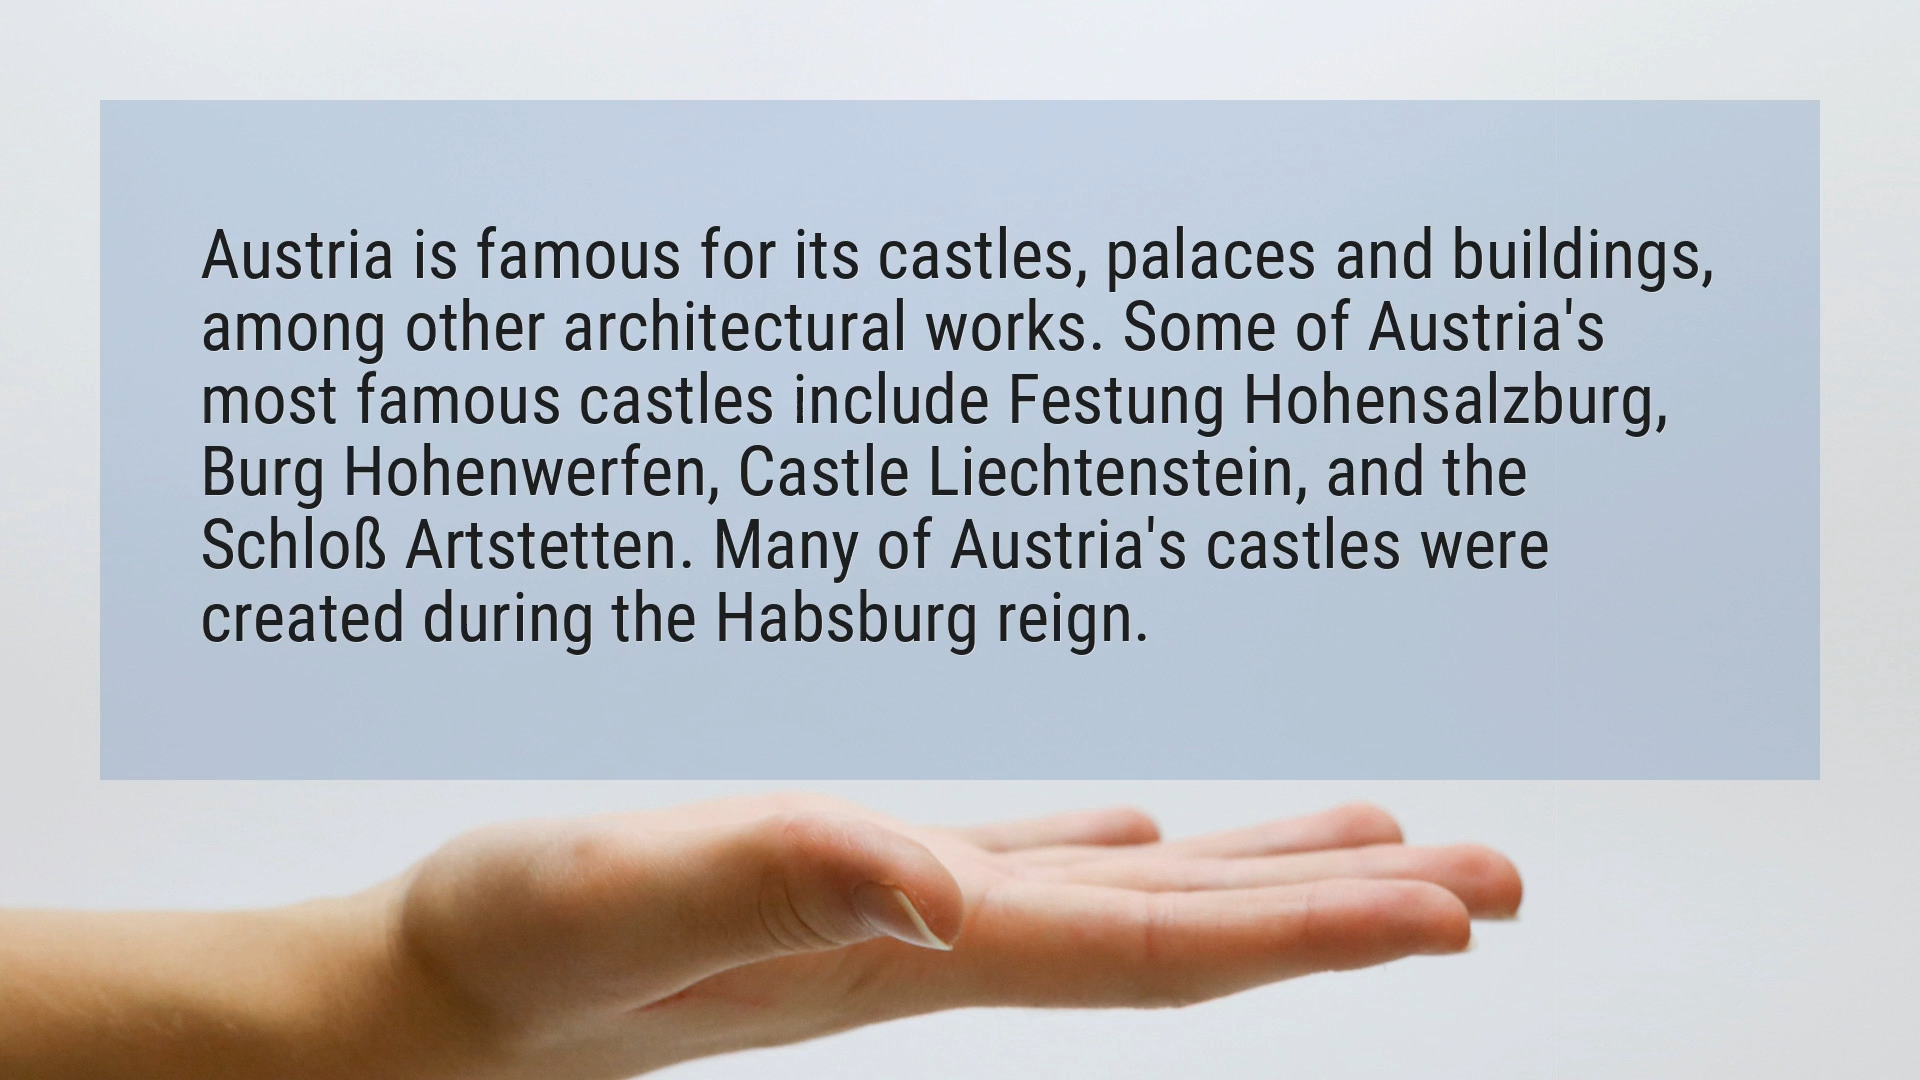 Austria is famous for its castles, palaces and buildings,
among other architectural works. Some of Austria's
most famous castles include Festung Hohensalzburg,
Burg Hohenwerfen, Castle Liechtenstein, and the
Schloß Artstetten. Many of Austria's castles were
created during the Habsburg reign.